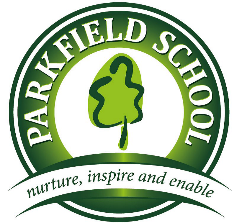 PARKFIELD SCHOOL
nurture, inspire and enable